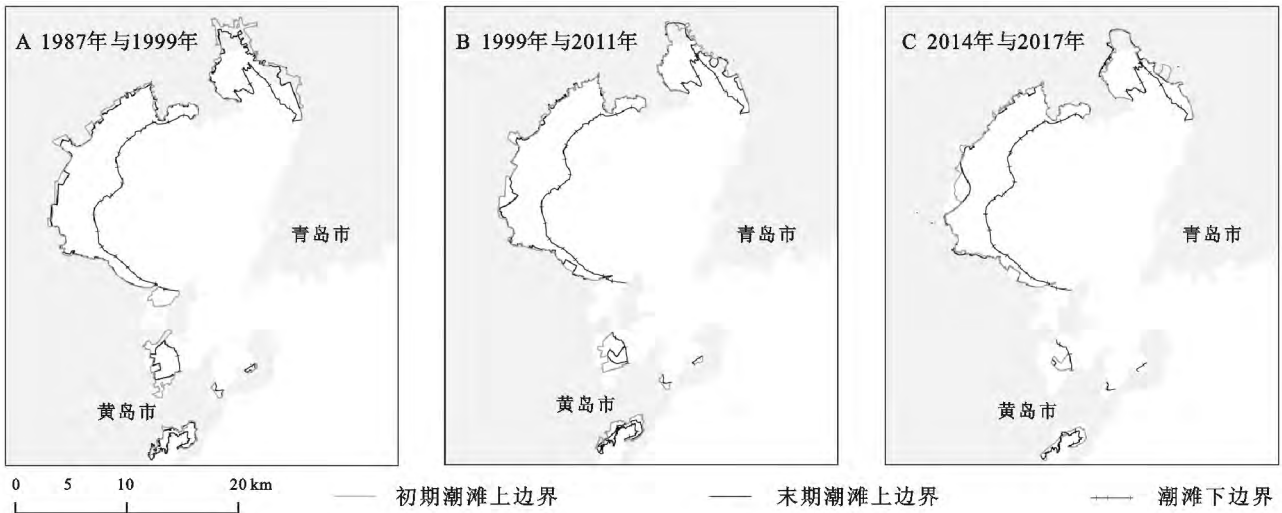 A 1987年与1999年
B 1999年与2011年
C 2014年与2017年
青岛市
青岛市
青岛市
黄岛市
黄岛市
黄岛市
0 5 10 20 km
初期潮滩上边界
末期潮滩上边界
潮滩下边界